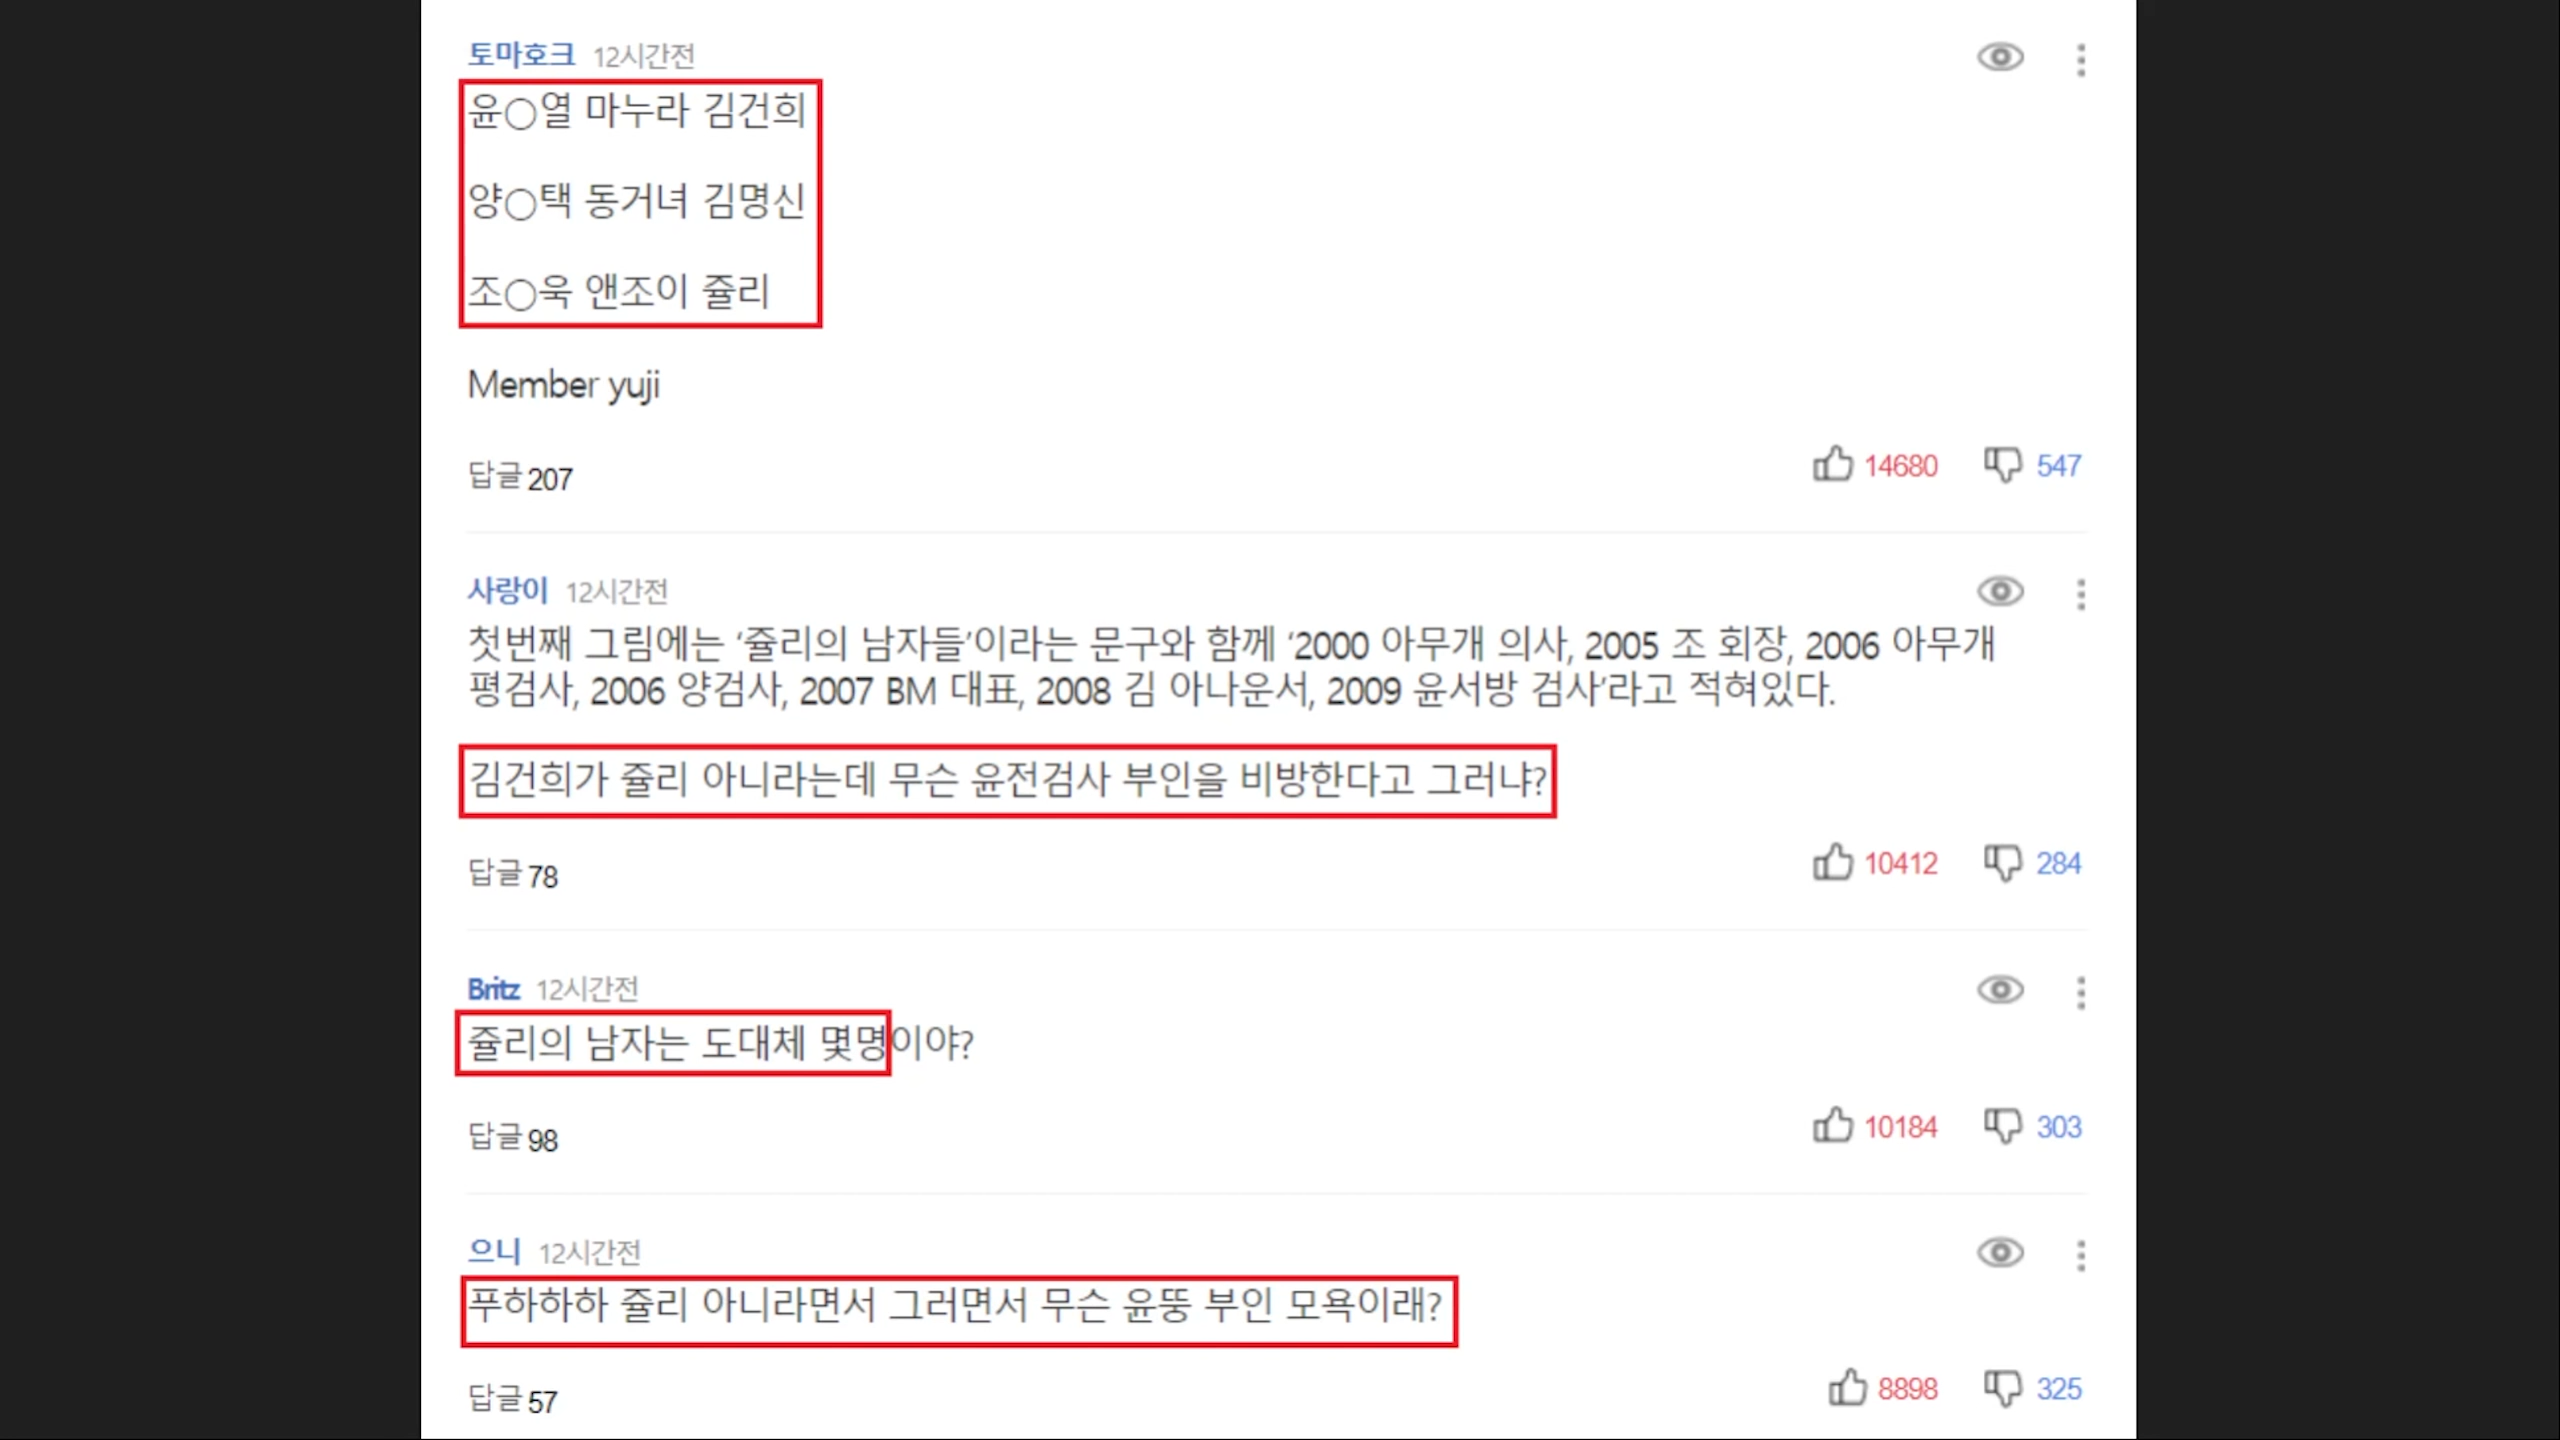 토마호크 12시간전
윤○열 마누라 김건희
양○택 동거녀 김명신
조○욱 앤조이 쥴리
Member yuji
답글 207 14680 547
사랑이 12시간전
첫번째 그림에는 ‘쥴리의 남자들’이라는 문구와 함께 ‘2000 아무개 의사, 2005 조 회장, 2006 아무개
평검사, 2006 양검사, 2007 BM 대표, 2008 김 아나운서, 2009 윤서방 검사’라고 적혀있다.
김건희가 쥴리 아니라는데 무슨 윤전검사 부인을 비방한다고 그러냐?
답글 78 10412 284
Britz 12시간전
쥴리의 남자는 도대체 몇명이야?
답글 98 10184 303
으니 12시간전
푸하하하 쥴리 아니라면서 그러면서 무슨 윤뚱 부인 모욕이래?
답글 57 8898 325